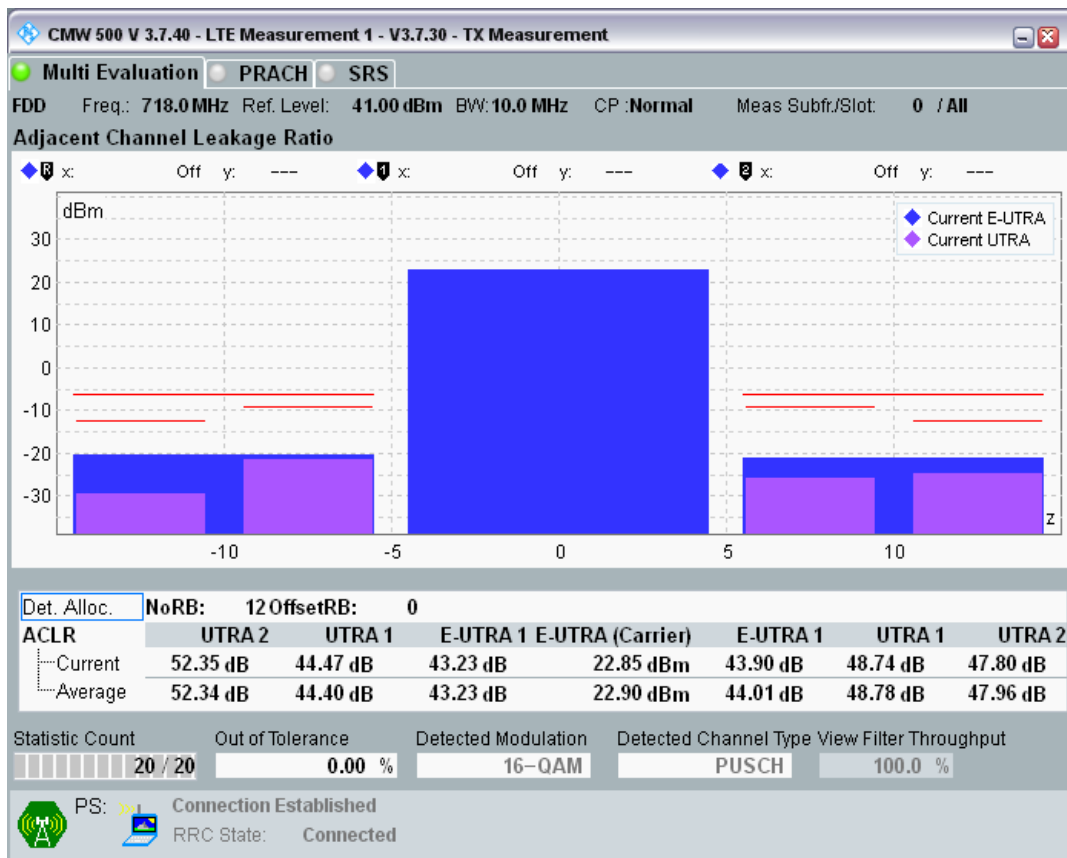 CMW 500 V 3.7.40 - LTE Measurement 1 - V3.7.30 - TX Measurement
Multi Evaluation PRACH SRS
FDD Freq.: 718.0 MHz Ref. Level: 41.00 dBm BW: 10.0 MHz CP :Normal Meas Subfr./Slot: 0 / All
Adjacent Channel Leakage Ratio
R x: Off y: --- 1 x: Off y: --- 2 x: Off y: ---
dBm
Current E-UTRA
Current UTRA
30
20
10
0
-10
-20
-30
z
-10 -5 0 5 10
Det. Alloc. NoRB: 12 OffsetRB: 0
ACLR UTRA 2 UTRA 1 E-UTRA 1 E-UTRA (Carrier) E-UTRA 1 UTRA 1 UTRA 2
Current 52.35 dB 44.47 dB 43.23 dB 22.85 dBm 43.90 dB 48.74 dB 47.80 dB
Average 52.34 dB 44.40 dB 43.23 dB 22.90 dBm 44.01 dB 48.78 dB 47.96 dB
Statistic Count Out of Tolerance Detected Modulation Detected Channel Type View Filter Throughput
20 / 20 0.00 % 16-QAM PUSCH 100.0 %
PS: Connection Established
RRC State: Connected